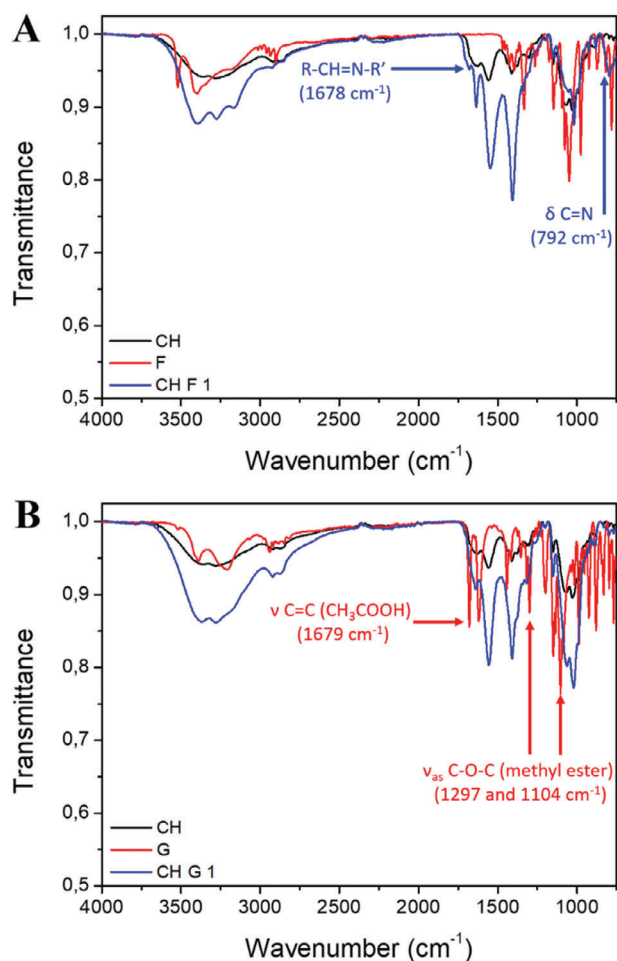 A
1,0
0,9
0,8
0,7
0,6
0,5
Transmittance
R-CH=N-R’
(1678 cm⁻¹)
δ C=N
(792 cm⁻¹)
CH
F
CH F 1
4000 3500 3000 2500 2000 1500 1000
Wavenumber (cm⁻¹)
B
1,0
0,9
0,8
0,7
0,6
0,5
Transmittance
ν C=C (CH₃COOH)
(1679 cm⁻¹)
νas C-O-C (methyl ester)
(1297 and 1104 cm⁻¹)
CH
G
CH G 1
4000 3500 3000 2500 2000 1500 1000
Wavenumber (cm⁻¹)